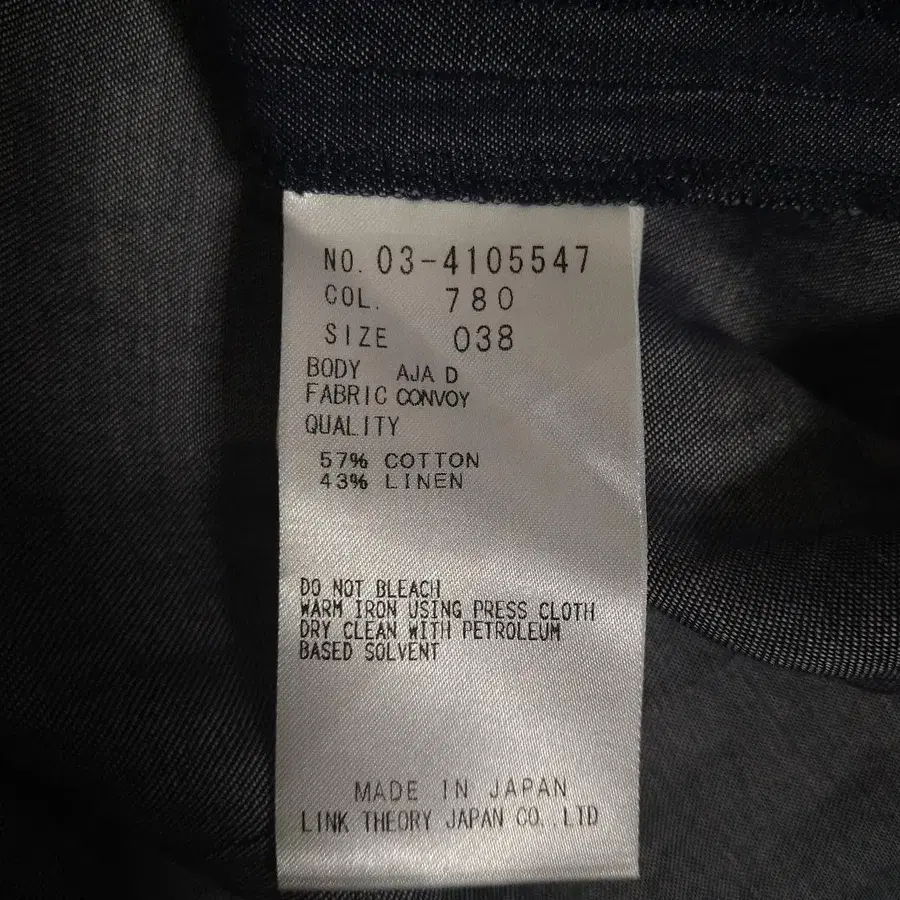 NO. 03-4105547
COL. 780
SIZE 038
BODY AJA D
FABRIC CONVOY
QUALITY
57% COTTON
43% LINEN
DO NOT BLEACH
WARM IRON USING PRESS CLOTH
DRY CLEAN WITH PETROLEUM
BASED SOLVENT
MADE IN JAPAN
LINK THEORY JAPAN CO.,LTD